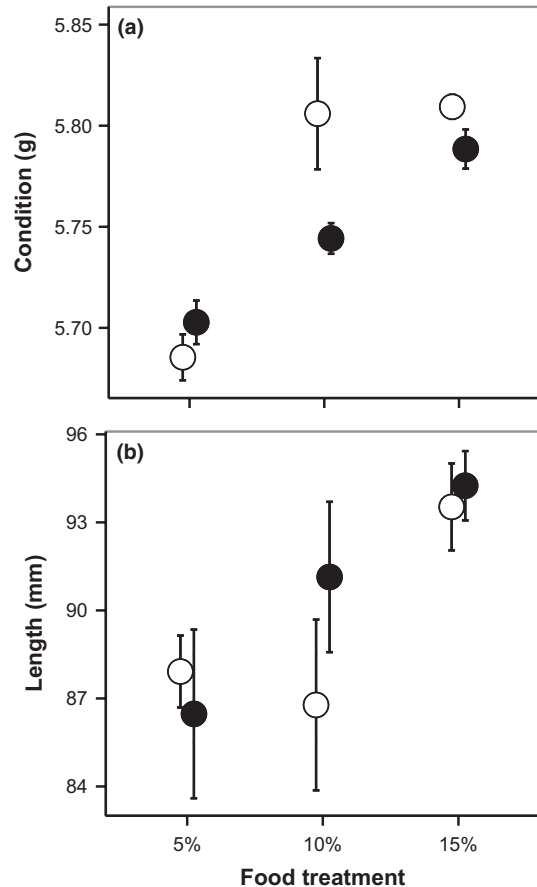 (a)
Condition (g)
5.85
5.80
5.75
5.70
(b)
Length (mm)
96
93
90
87
84
5% 10% 15%
Food treatment